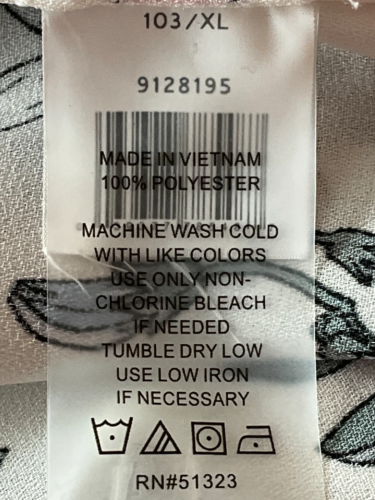 103/XL
9128195
MADE IN VIETNAM
100% POLYESTER
MACHINE WASH COLD
WITH LIKE COLORS
USE ONLY NON-
CHLORINE BLEACH
IF NEEDED
TUMBLE DRY LOW
USE LOW IRON
IF NECESSARY
RN#51323